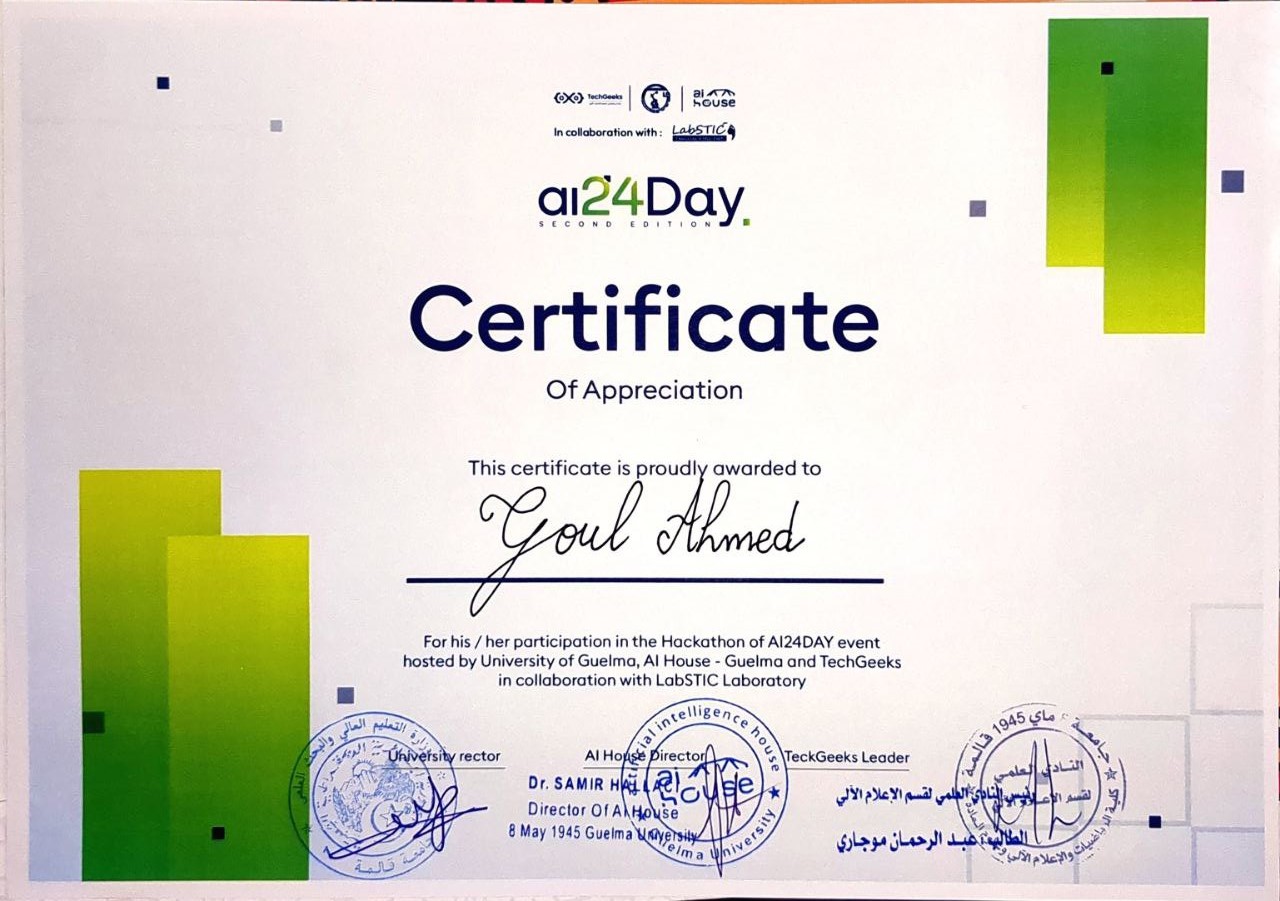 TechGeeks
ai house
In collaboration with : LabSTIC
ai24Day
SECOND EDITION
Certificate
Of Appreciation
This certificate is proudly awarded to
Goul Ahmed
For his / her participation in the Hackathon of AI24DAY event
hosted by University of Guelma, AI House - Guelma and TechGeeks
in collaboration with LabSTIC Laboratory
University rector
وزارة التعليم العالي والبحث العلمي
جامعة قالمة
AI House Director
Dr. SAMIR HALLACI
Director Of AI House
8 May 1945 Guelma University
artificial intelligence house
ai house
Guelma University
TeckGeeks Leader
جامعة 8 ماي 1945 قالمة
النادي العلمي
لقسم الإعلام الآلي
كلية الرياضيات والإعلام الآلي وعلوم المادة
رئيس النادي العلمي لقسم الإعلام الآلي
الطالب: عبد الرحمان موجاري